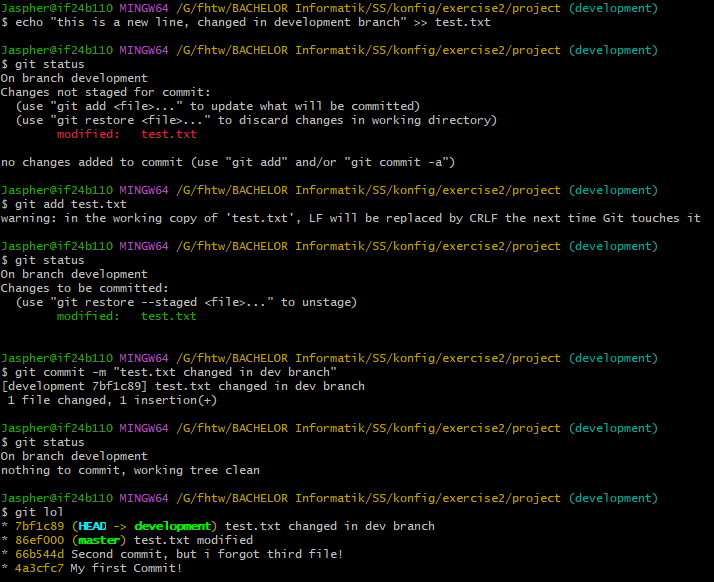 Jaspher@if24b110 MINGW64 /G/fhtw/BACHELOR Informatik/SS/konfig/exercise2/project (development)
$ echo "this is a new line, changed in development branch" >> test.txt
Jaspher@if24b110 MINGW64 /G/fhtw/BACHELOR Informatik/SS/konfig/exercise2/project (development)
$ git status
On branch development
Changes not staged for commit:
  (use "git add <file>..." to update what will be committed)
  (use "git restore <file>..." to discard changes in working directory)
        modified:   test.txt
no changes added to commit (use "git add" and/or "git commit -a")
Jaspher@if24b110 MINGW64 /G/fhtw/BACHELOR Informatik/SS/konfig/exercise2/project (development)
$ git add test.txt
warning: in the working copy of 'test.txt', LF will be replaced by CRLF the next time Git touches it
Jaspher@if24b110 MINGW64 /G/fhtw/BACHELOR Informatik/SS/konfig/exercise2/project (development)
$ git status
On branch development
Changes to be committed:
  (use "git restore --staged <file>..." to unstage)
        modified:   test.txt
Jaspher@if24b110 MINGW64 /G/fhtw/BACHELOR Informatik/SS/konfig/exercise2/project (development)
$ git commit -m "test.txt changed in dev branch"
[development 7bf1c89] test.txt changed in dev branch
 1 file changed, 1 insertion(+)
Jaspher@if24b110 MINGW64 /G/fhtw/BACHELOR Informatik/SS/konfig/exercise2/project (development)
$ git status
On branch development
nothing to commit, working tree clean
Jaspher@if24b110 MINGW64 /G/fhtw/BACHELOR Informatik/SS/konfig/exercise2/project (development)
$ git lol
* 7bf1c89 (HEAD -> development) test.txt changed in dev branch
* 86ef000 (master) test.txt modified
* 66b544d Second commit, but i forgot third file!
* 4a3cfc7 My first Commit!